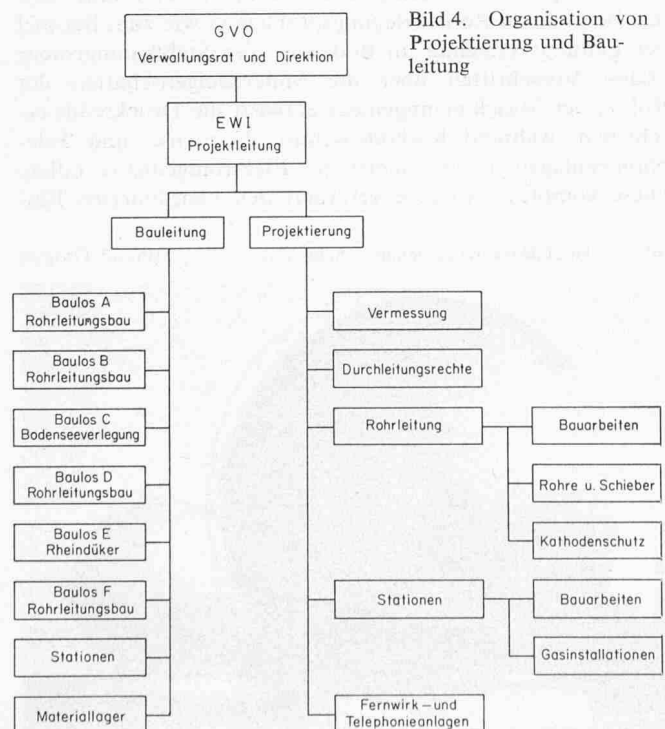 GVO
Verwaltungsrat und Direktion
Bild 4. Organisation von
Projektierung und Bau-
leitung
EWI
Projektleitung
Bauleitung
Projektierung
Baulos A
Rohrleitungsbau
Baulos B
Rohrleitungsbau
Baulos C
Bodenseeverlegung
Baulos D
Rohrleitungsbau
Baulos E
Rheindüker
Baulos F
Rohrleitungsbau
Stationen
Materiallager
Vermessung
Durchleitungsrechte
Rohrleitung
Bauarbeiten
Rohre u. Schieber
Kathodenschutz
Stationen
Bauarbeiten
Gasinstallationen
Fernwirk – und
Telephonieanlagen